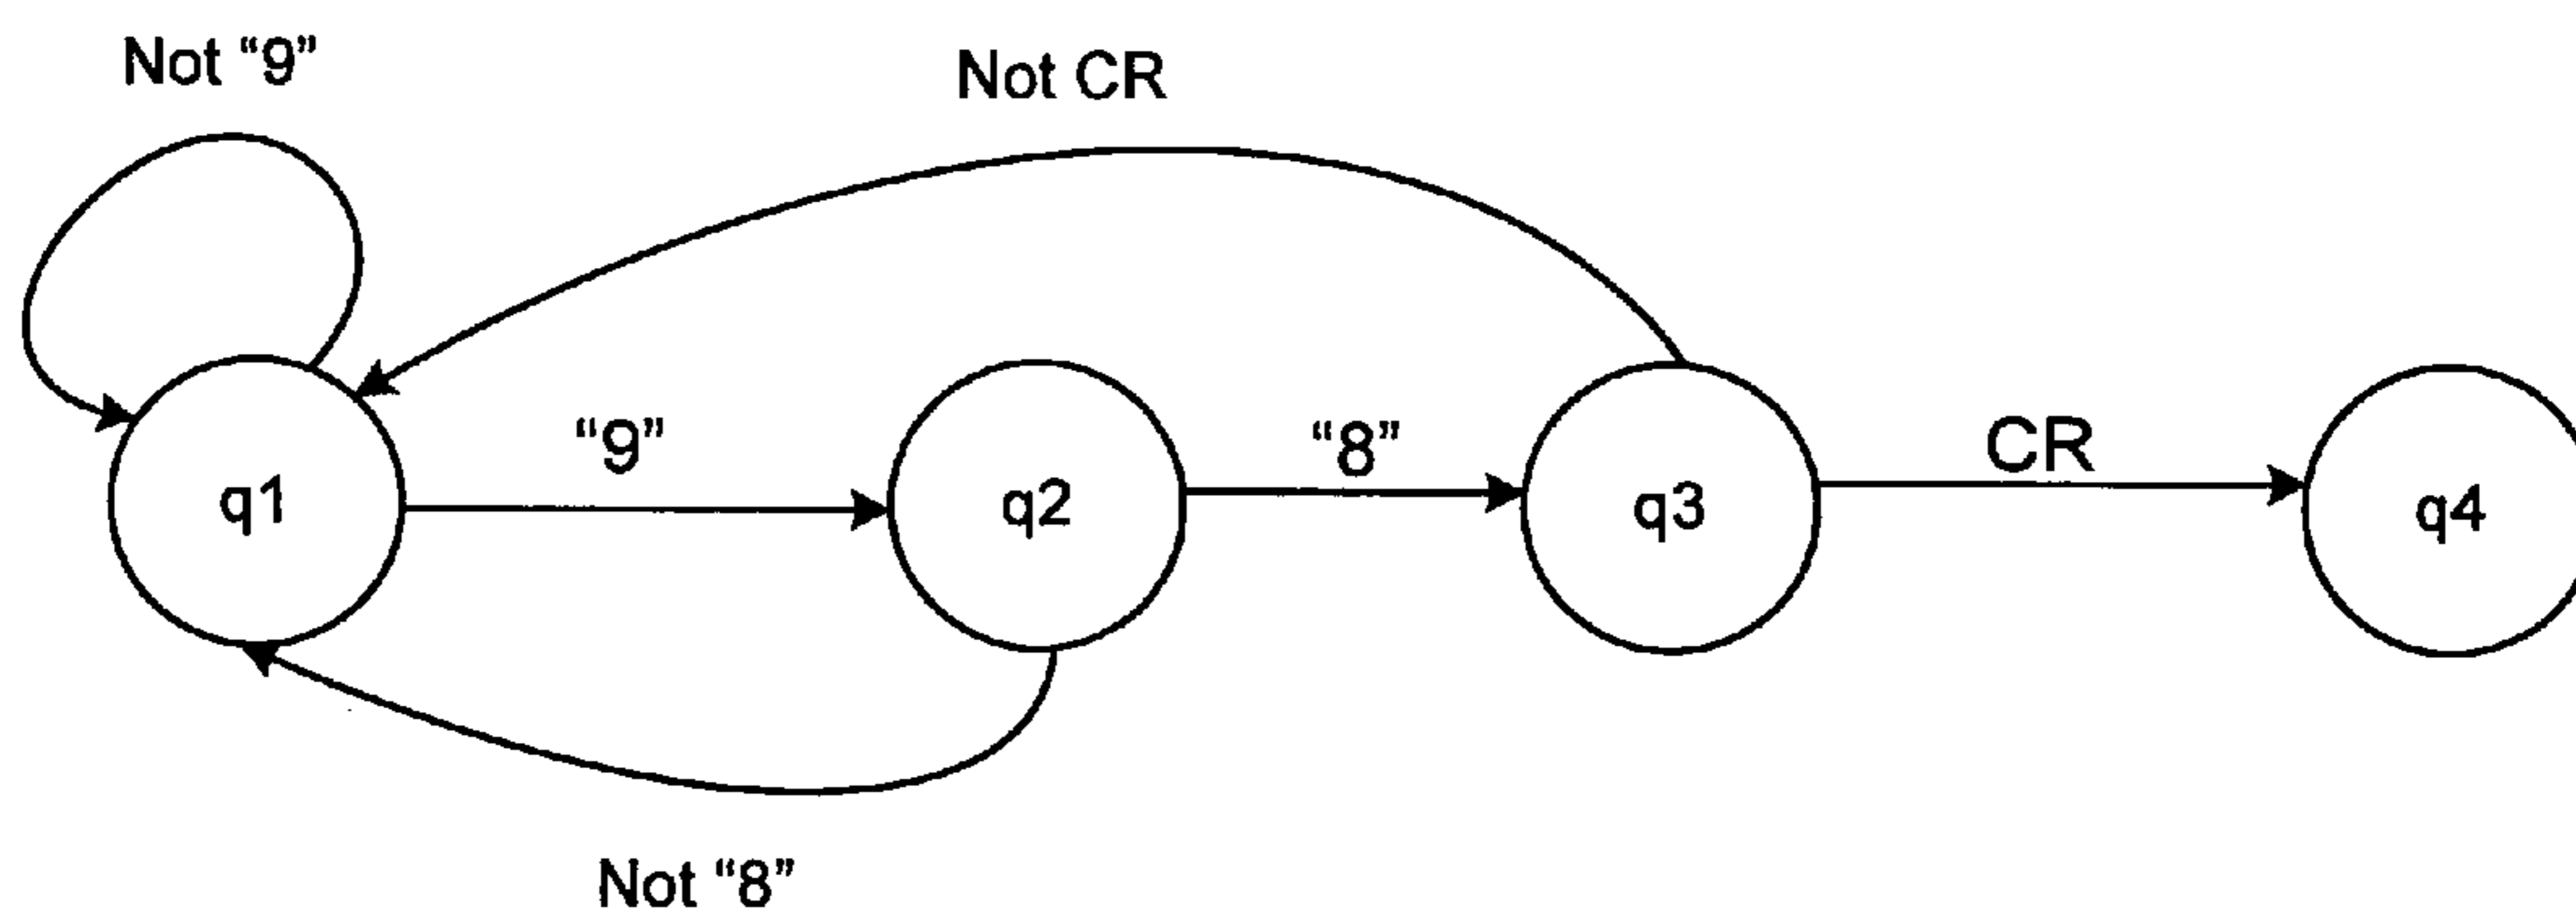 Not “9”
Not CR
“9”
“8”
CR
q1
q2
q3
q4
Not “8”